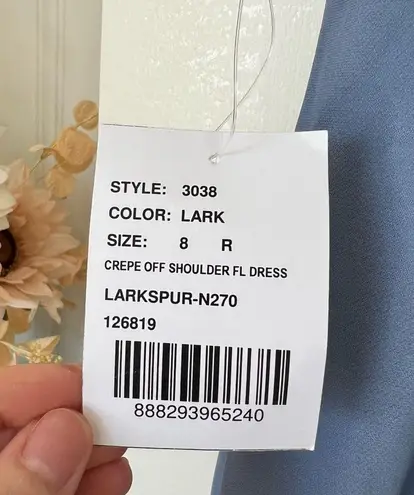 STYLE: 3038
COLOR: LARK
SIZE: 8 R
CREPE OFF SHOULDER FL DRESS
LARKSPUR-N270
126819
888293965240